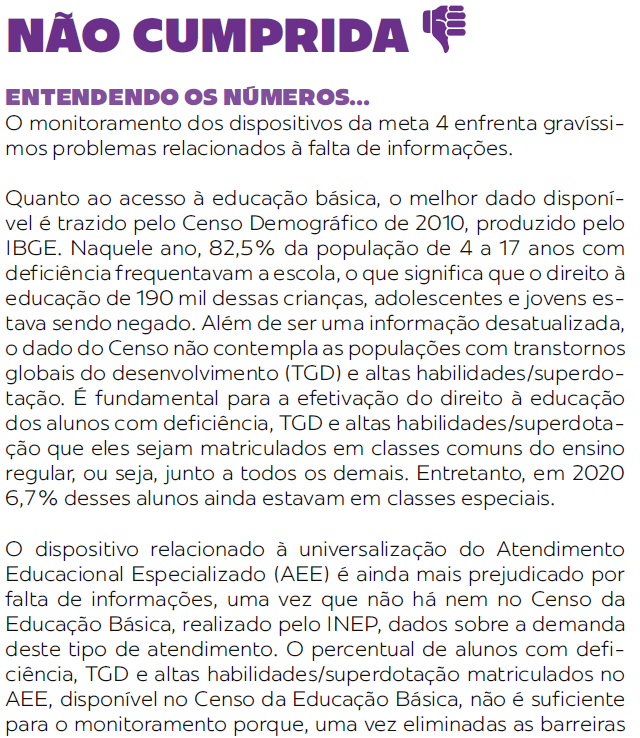 NÃO CUMPRIDA
ENTENDENDO OS NÚMEROS...
O monitoramento dos dispositivos da meta 4 enfrenta gravíssi-
mos problemas relacionados à falta de informações.
Quanto ao acesso à educação básica, o melhor dado disponí-
vel é trazido pelo Censo Demográfico de 2010, produzido pelo
IBGE. Naquele ano, 82,5% da população de 4 a 17 anos com
deficiência frequentavam a escola, o que significa que o direito à
educação de 190 mil dessas crianças, adolescentes e jovens es-
tava sendo negado. Além de ser uma informação desatualizada,
o dado do Censo não contempla as populações com transtornos
globais do desenvolvimento (TGD) e altas habilidades/superdo-
tação. É fundamental para a efetivação do direito à educação
dos alunos com deficiência, TGD e altas habilidades/superdota-
ção que eles sejam matriculados em classes comuns do ensino
regular, ou seja, junto a todos os demais. Entretanto, em 2020
6,7% desses alunos ainda estavam em classes especiais.
O dispositivo relacionado à universalização do Atendimento
Educacional Especializado (AEE) é ainda mais prejudicado por
falta de informações, uma vez que não há nem no Censo da
Educação Básica, realizado pelo INEP, dados sobre a demanda
deste tipo de atendimento. O percentual de alunos com defi-
ciência, TGD e altas habilidades/superdotação matriculados no
AEE, disponível no Censo da Educação Básica, não é suficiente
para o monitoramento porque, uma vez eliminadas as barreiras